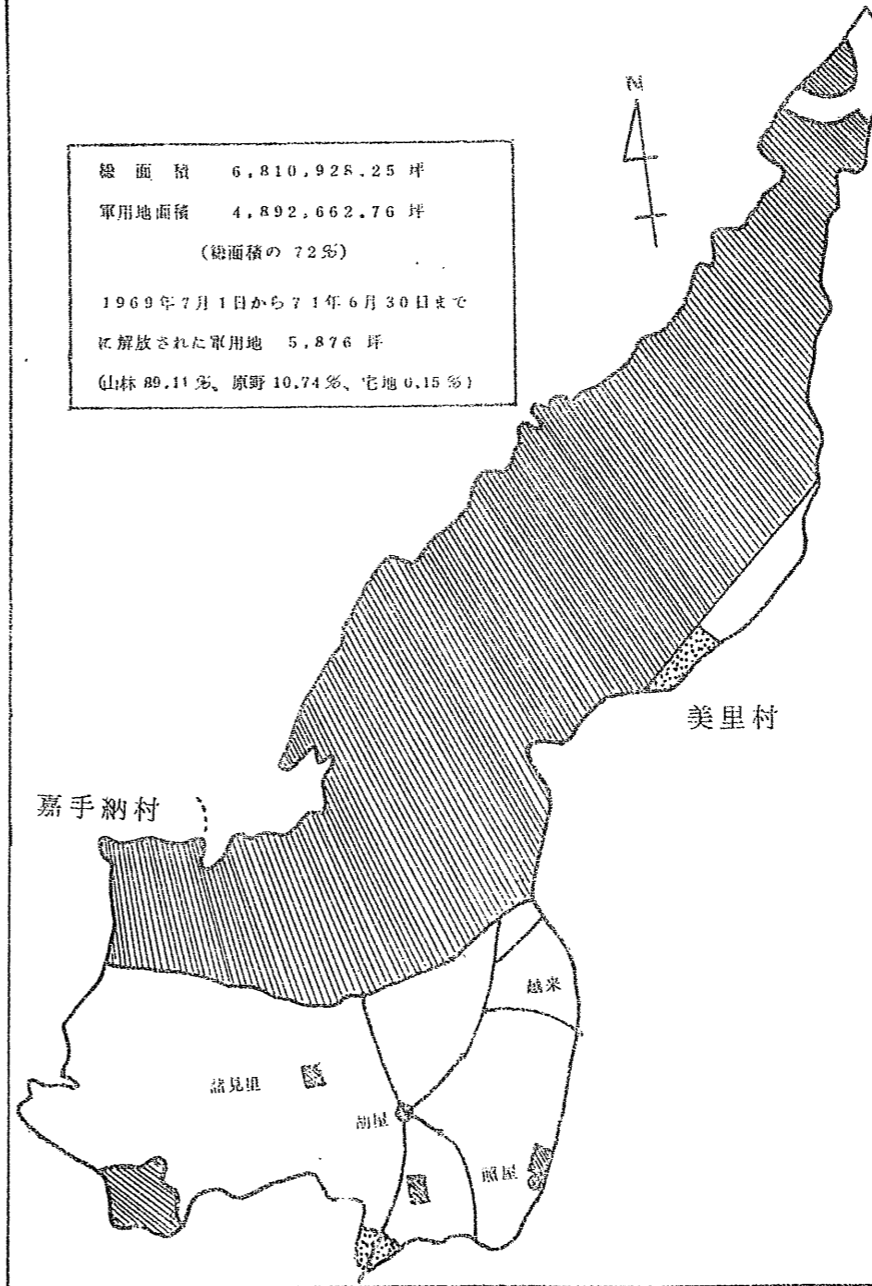 N
総面積 6,810,928.25 坪
軍用地面積 4,892,662.76 坪
(総面積の 72%)
1969年7月1日から71年6月30日まで
に解放された軍用地 5,876 坪
(山林 89.11%、原野 10.74%、宅地 0.15%)
美里村
嘉手納村
越来
諸見里
胡屋
照屋